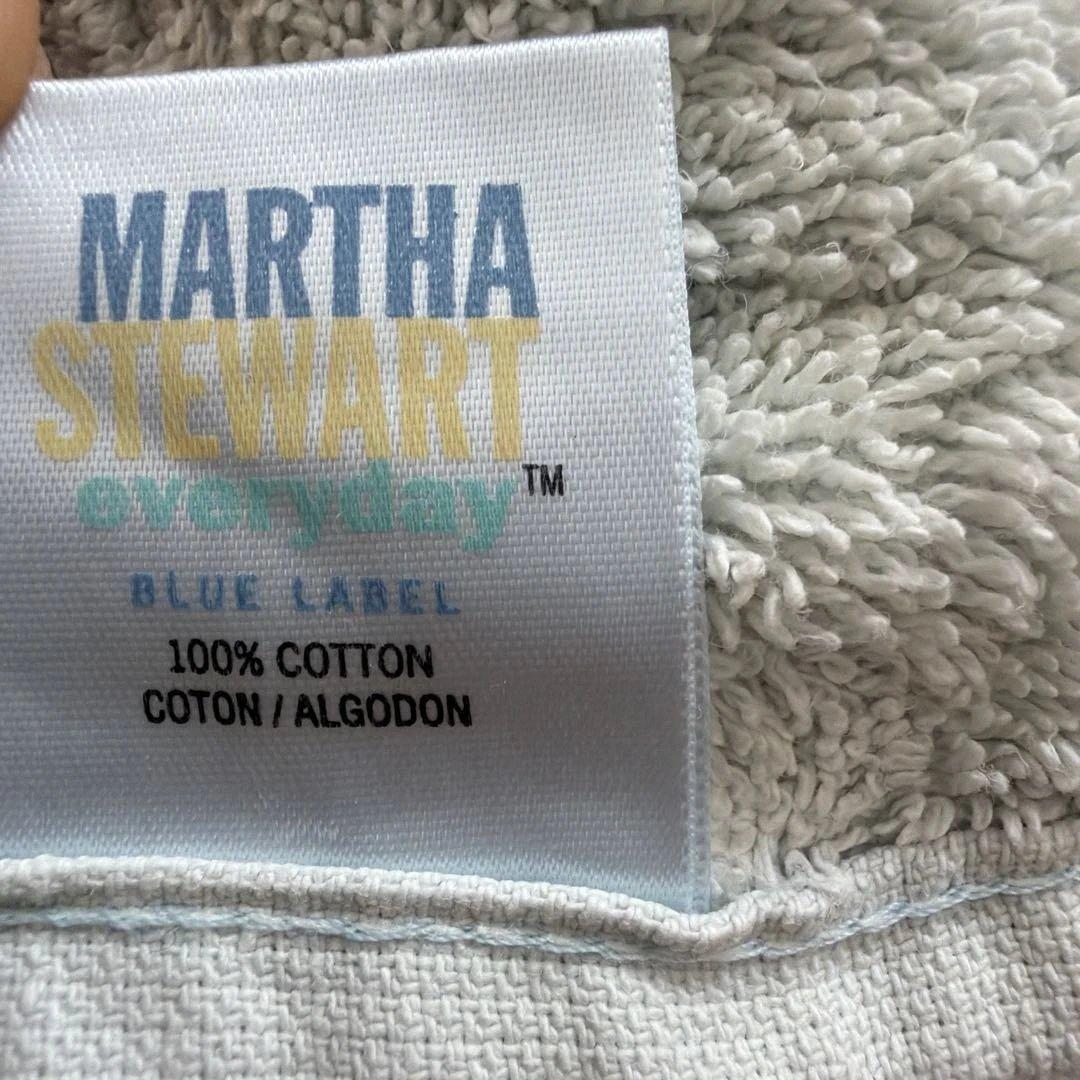 MARTHA
STEWART
everyday™
BLUE LABEL
100% COTTON
COTON / ALGODON